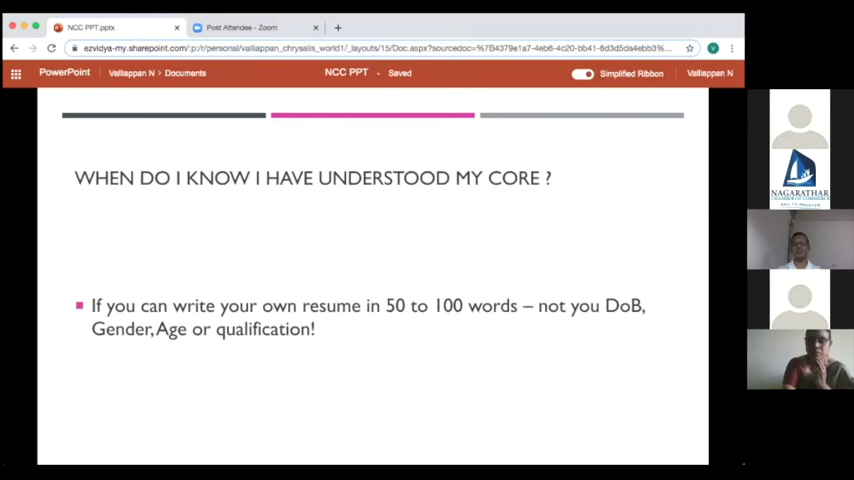 NCC PPT.pptx
Post Attendee - Zoom
ezvidya-my.sharepoint.com/:p:/r/personal/valliappan_chrysalis_world1/_layouts/15/Doc.aspx?sourcedoc=%7B4379e1a7-4eb6-4c20-bb41-8d3d5da4ebb3%...
V
PowerPoint
Valliappan N > Documents
NCC PPT - Saved
Simplified Ribbon
Valliappan N
WHEN DO I KNOW I HAVE UNDERSTOOD MY CORE ?
If you can write your own resume in 50 to 100 words – not you DoB,
Gender, Age or qualification!
NAGARATHAR
CHAMBER OF COMMERCE